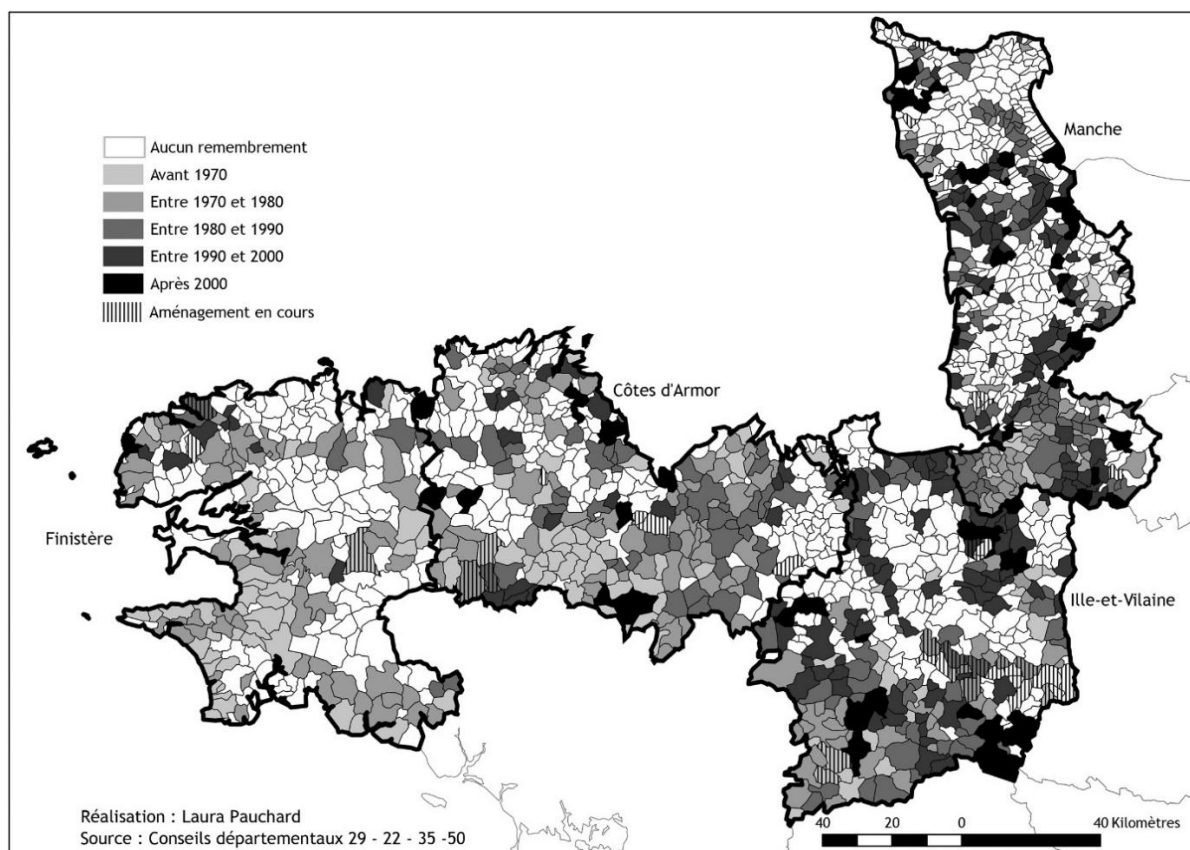 Aucun remembrement
Avant 1970
Entre 1970 et 1980
Entre 1980 et 1990
Entre 1990 et 2000
Après 2000
Aménagement en cours
Manche
Côtes d'Armor
Finistère
Ille-et-Vilaine
Réalisation : Laura Pauchard
Source : Conseils départementaux 29 - 22 - 35 -50
40 20 0 40 Kilomètres